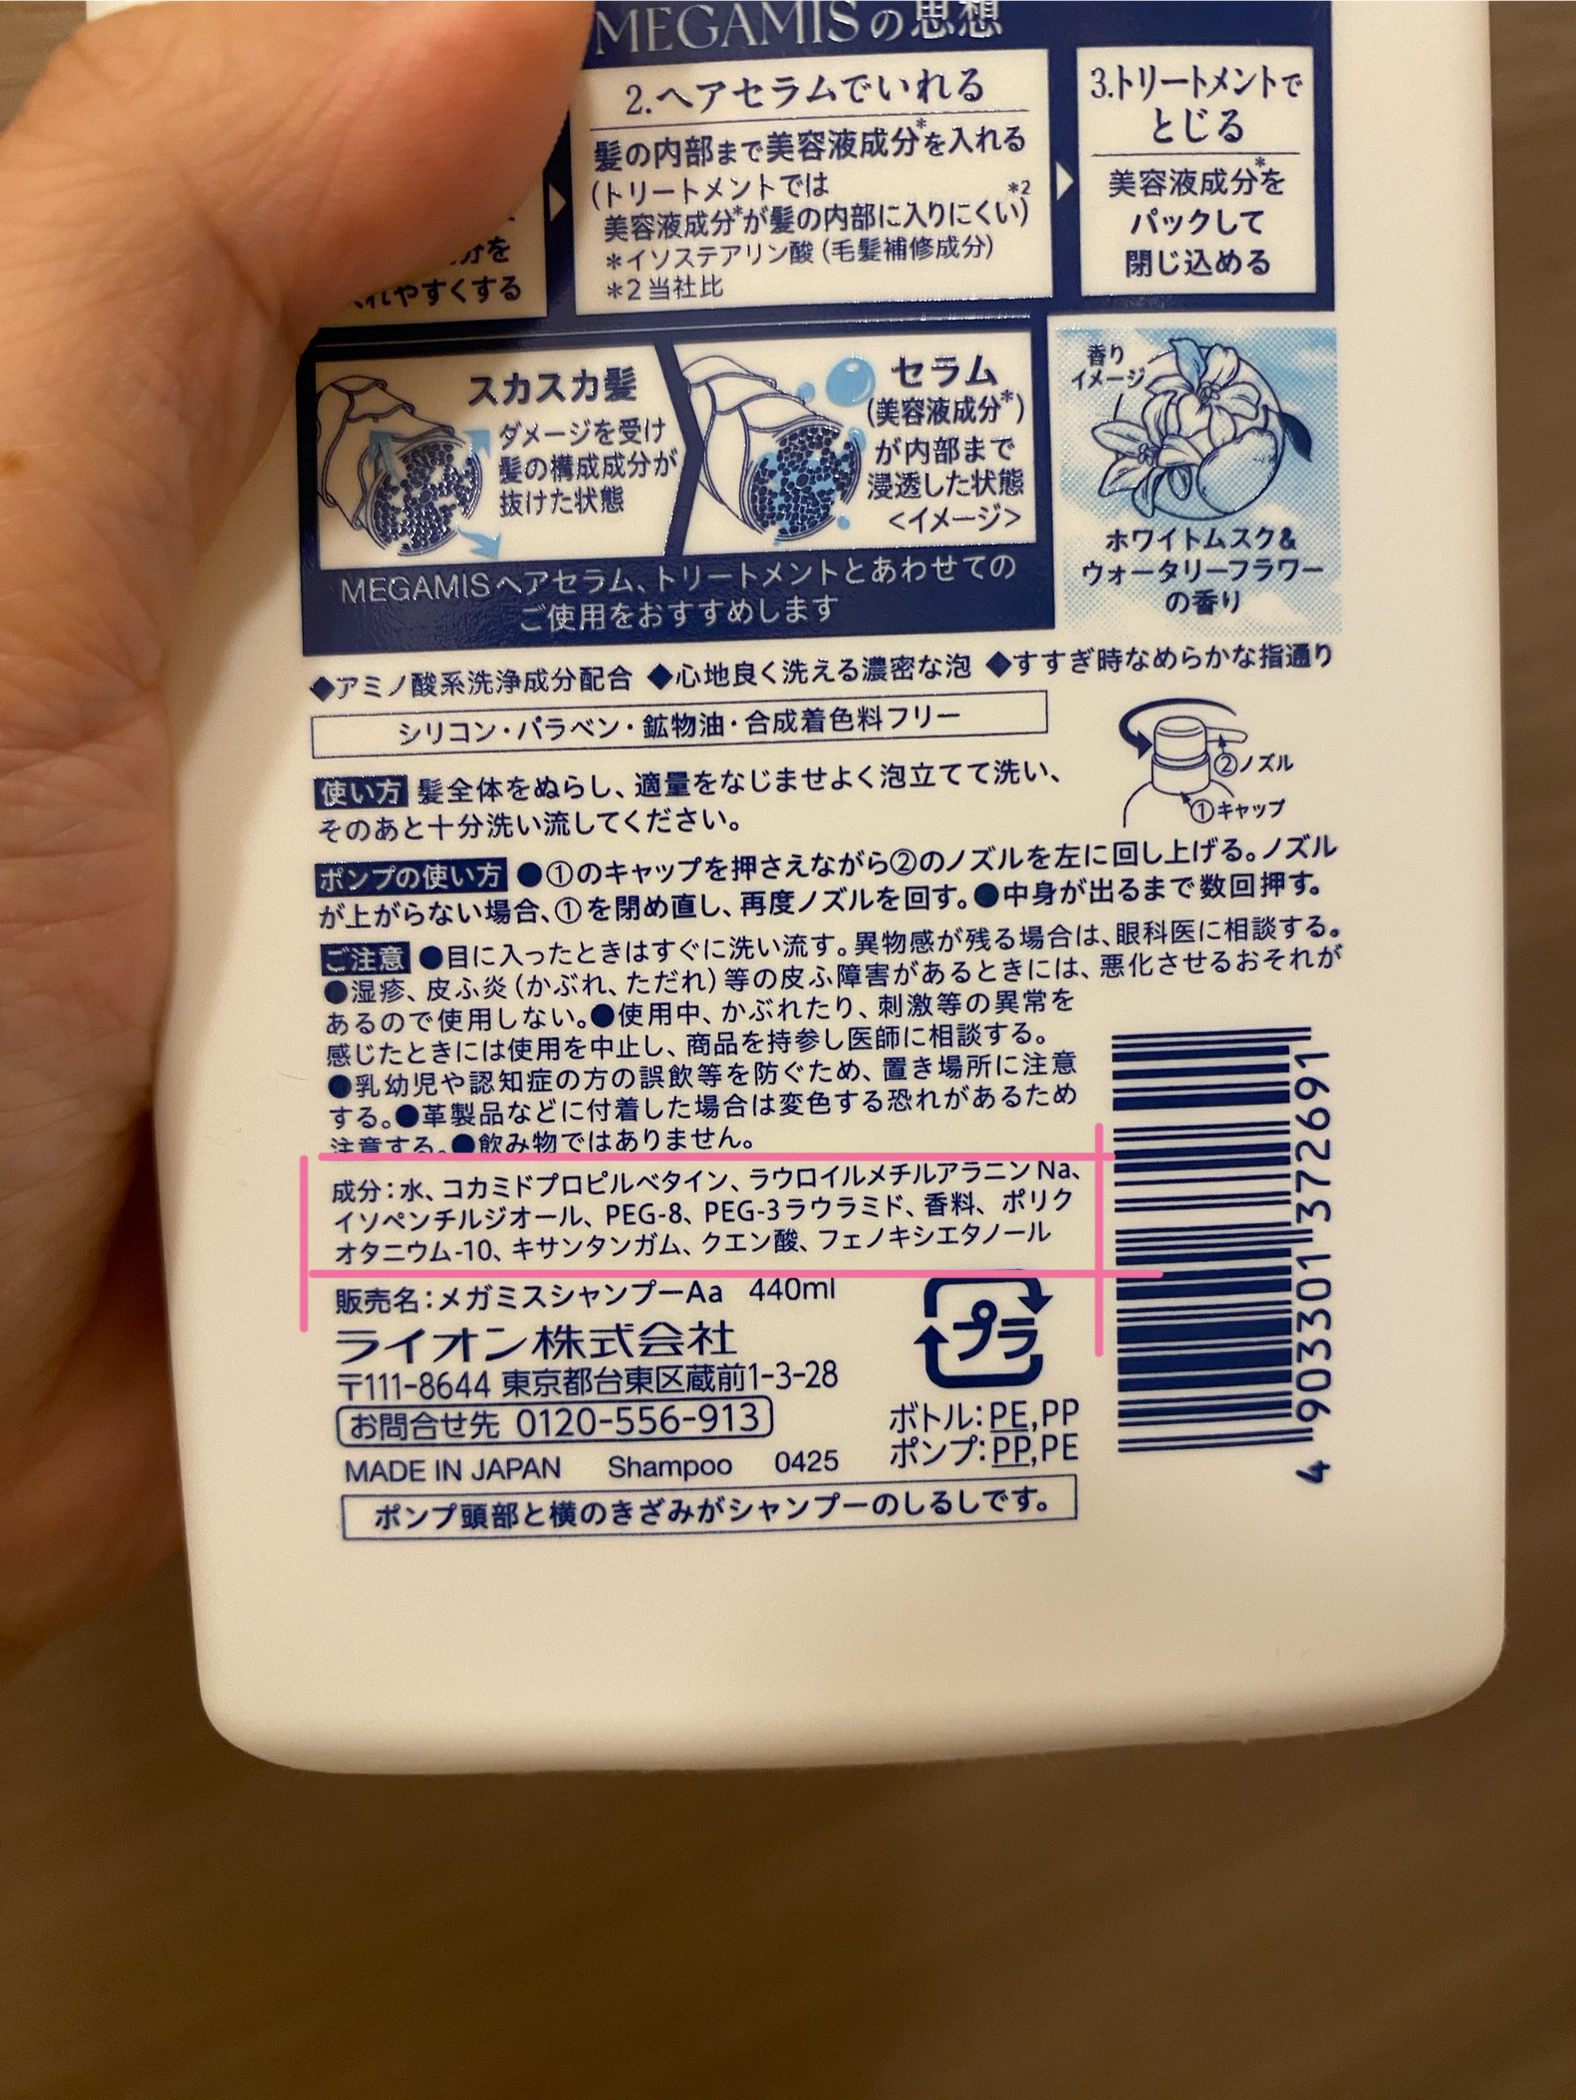 MEGAMISの思想
2.ヘアセラムでいれる
髪の内部まで美容液成分*を入れる
(トリートメントでは
美容液成分*が髪の内部に入りにくい)*2
*イソステアリン酸(毛髪補修成分)
*2当社比
3.トリートメントで
とじる
美容液成分*を
パックして
閉じ込める
分を
れやすくする
スカスカ髪
ダメージを受け
髪の構成成分が
抜けた状態
セラム
(美容液成分*)
が内部まで
浸透した状態
<イメージ>
MEGAMISヘアセラム、トリートメントとあわせての
ご使用をおすすめします
香り
イメージ
ホワイトムスク&
ウォータリーフラワー
の香り
◆アミノ酸系洗浄成分配合 ◆心地良く洗える濃密な泡 ◆すすぎ時なめらかな指通り
シリコン・パラベン・鉱物油・合成着色料フリー
使い方 髪全体をぬらし、適量をなじませよく泡立てて洗い、
そのあと十分洗い流してください。
②ノズル
①キャップ
ポンプの使い方 ●①のキャップを押さえながら②のノズルを左に回し上げる。ノズル
が上がらない場合、①を閉め直し、再度ノズルを回す。●中身が出るまで数回押す。
ご注意 ●目に入ったときはすぐに洗い流す。異物感が残る場合は、眼科医に相談する。
●湿疹、皮ふ炎(かぶれ、ただれ)等の皮ふ障害があるときには、悪化させるおそれが
あるので使用しない。●使用中、かぶれたり、刺激等の異常を
感じたときには使用を中止し、商品を持参し医師に相談する。
●乳幼児や認知症の方の誤飲等を防ぐため、置き場所に注意
する。●革製品などに付着した場合は変色する恐れがあるため
注意する。●飲み物ではありません。
成分:水、コカミドプロピルベタイン、ラウロイルメチルアラニンNa、
イソペンチルジオール、PEG-8、PEG-3ラウラミド、香料、ポリク
オタニウム-10、キサンタンガム、クエン酸、フェノキシエタノール
販売名:メガミスシャンプーAa 440ml
ライオン株式会社
〒111-8644 東京都台東区蔵前1-3-28
お問合せ先 0120-556-913
MADE IN JAPAN Shampoo 0425
ポンプ頭部と横のきざみがシャンプーのしるしです。
プラ
ボトル:PE,PP
ポンプ:PP,PE
4 903301 372691